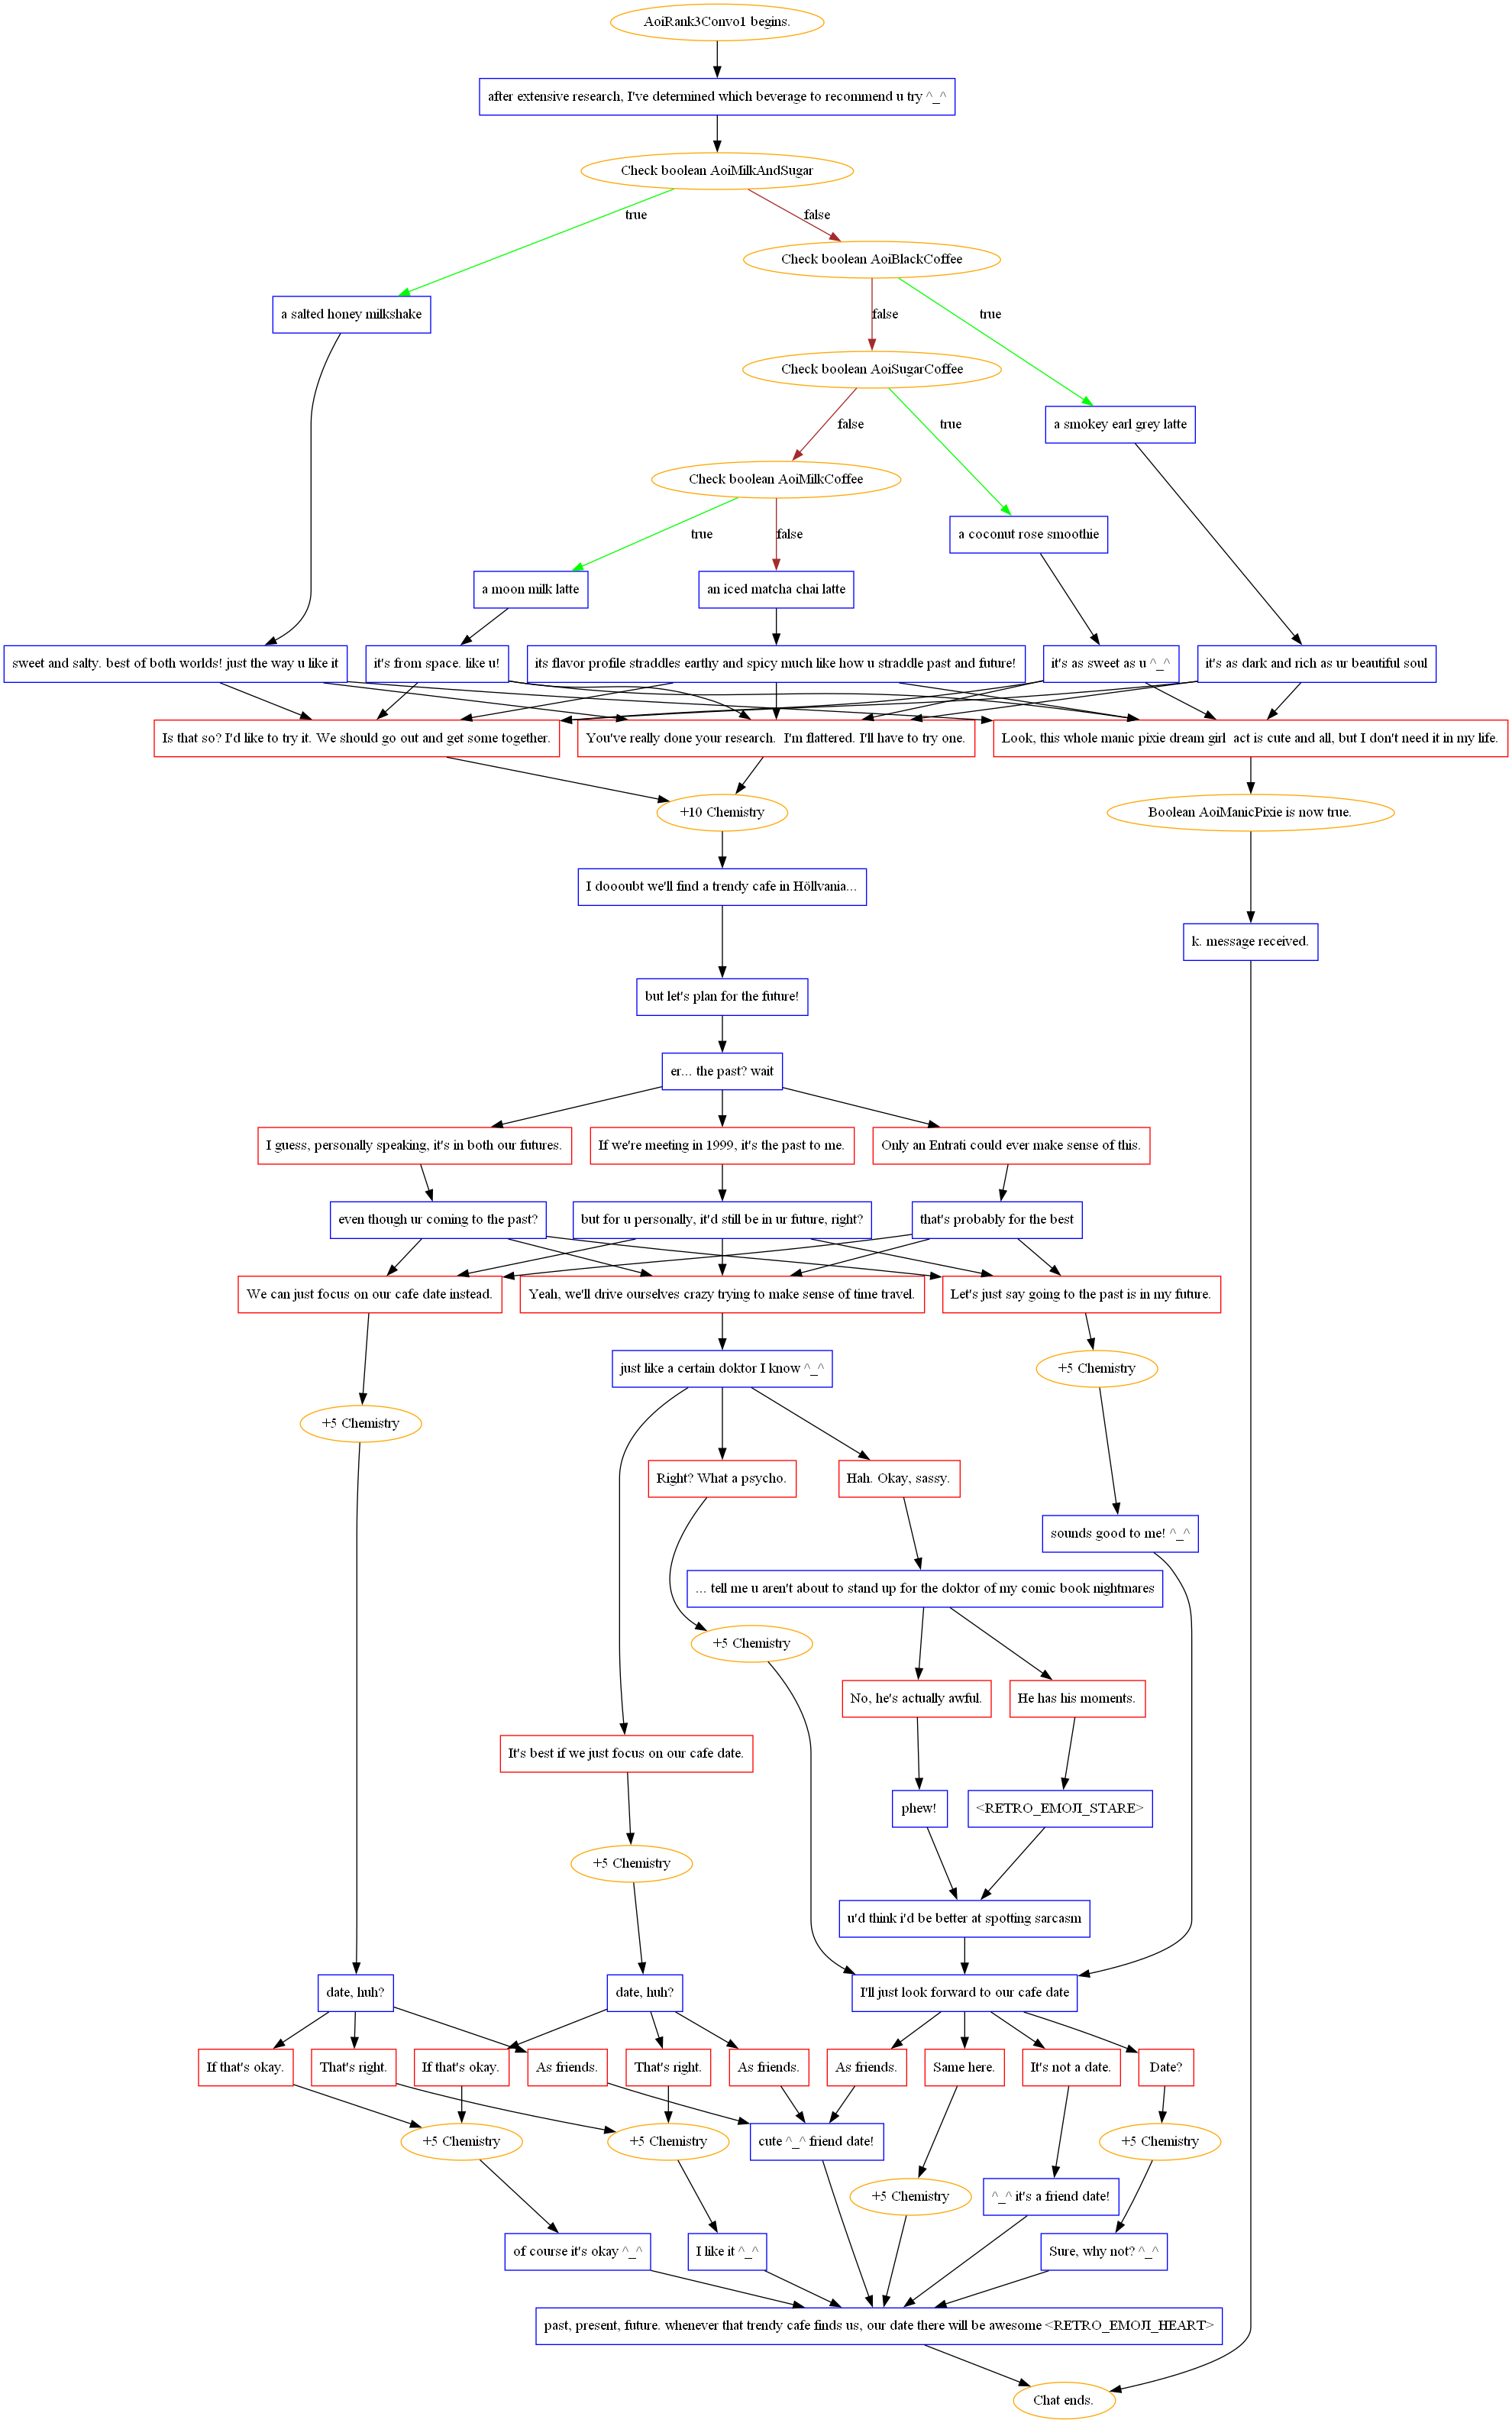 AoiRank3Convo1 begins.
after extensive research, I've determined which beverage to recommend u try ^_^
Check boolean AoiMilkAndSugar
true
false
Check boolean AoiBlackCoffee
a salted honey milkshake
false
true
Check boolean AoiSugarCoffee
a smokey earl grey latte
false
true
Check boolean AoiMilkCoffee
a coconut rose smoothie
true
false
a moon milk latte
an iced matcha chai latte
sweet and salty. best of both worlds! just the way u like it
it's from space. like u!
its flavor profile straddles earthy and spicy much like how u straddle past and future!
it's as sweet as u ^_^
it's as dark and rich as ur beautiful soul
Is that so? I'd like to try it. We should go out and get some together.
You've really done your research.  I'm flattered. I'll have to try one.
Look, this whole manic pixie dream girl  act is cute and all, but I don't need it in my life.
+10 Chemistry
Boolean AoiManicPixie is now true.
I doooubt we'll find a trendy cafe in Höllvania...
k. message received.
but let's plan for the future!
er... the past? wait
I guess, personally speaking, it's in both our futures.
If we're meeting in 1999, it's the past to me.
Only an Entrati could ever make sense of this.
even though ur coming to the past?
but for u personally, it'd still be in ur future, right?
that's probably for the best
We can just focus on our cafe date instead.
Yeah, we'll drive ourselves crazy trying to make sense of time travel.
Let's just say going to the past is in my future.
just like a certain doktor I know ^_^
+5 Chemistry
+5 Chemistry
Right? What a psycho.
Hah. Okay, sassy.
sounds good to me! ^_^
... tell me u aren't about to stand up for the doktor of my comic book nightmares
+5 Chemistry
No, he's actually awful.
He has his moments.
It's best if we just focus on our cafe date.
phew!
<RETRO_EMOJI_STARE>
+5 Chemistry
u'd think i'd be better at spotting sarcasm
date, huh?
date, huh?
I'll just look forward to our cafe date
If that's okay.
That's right.
If that's okay.
As friends.
That's right.
As friends.
As friends.
Same here.
It's not a date.
Date?
+5 Chemistry
+5 Chemistry
cute ^_^ friend date!
+5 Chemistry
+5 Chemistry
^_^ it's a friend date!
of course it's okay ^_^
I like it ^_^
Sure, why not? ^_^
past, present, future. whenever that trendy cafe finds us, our date there will be awesome <RETRO_EMOJI_HEART>
Chat ends.